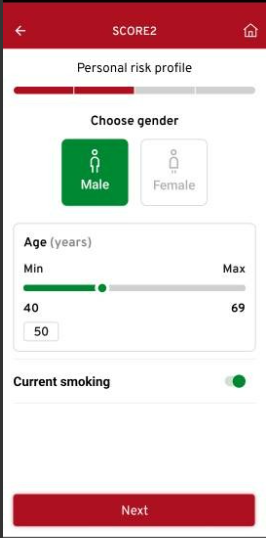 SCORE2
Personal risk profile
Choose gender
Male Female
Age (years)
Min Max
40 69
50
Current smoking
Next